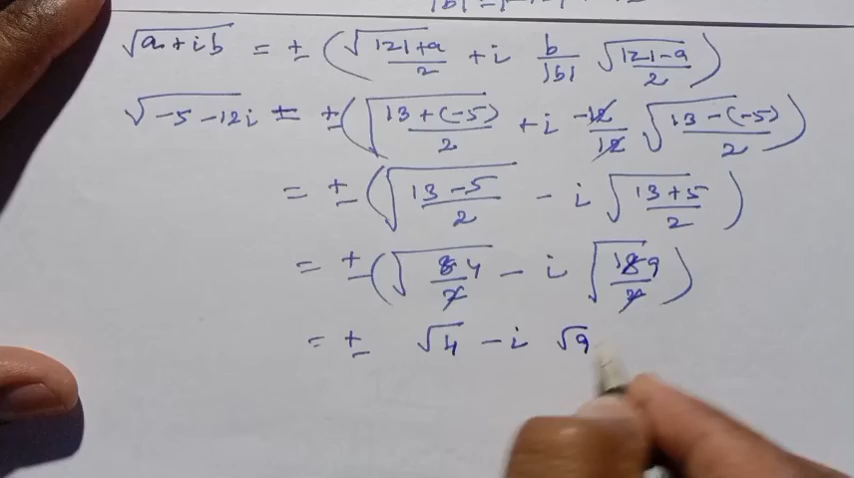 √a+ib = ± (√|z|+a/2 + i b/|b| √|z|-a/2)
√-5-12i = ± (√13+(-5)/2 + i -12/12 √13-(-5)/2)
= ± (√13-5/2 - i √13+5/2)
= ± (√8 4/2 - i √18 9/2)
= ± √4 - i √9